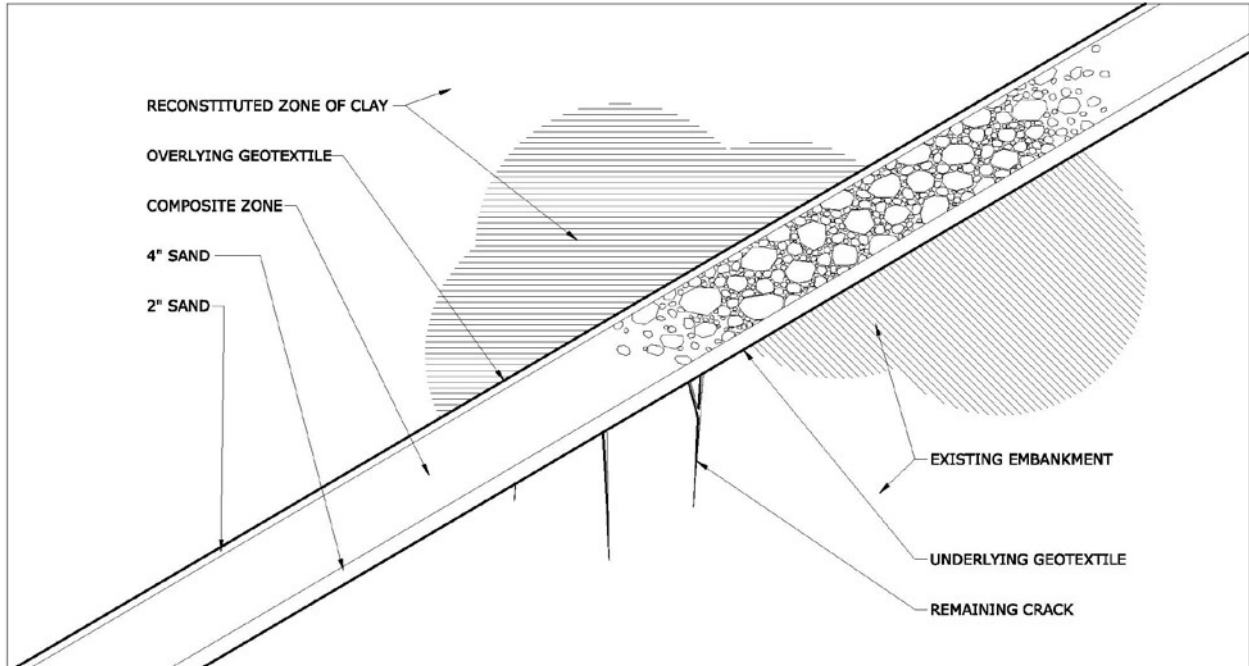 RECONSTITUTED ZONE OF CLAY
OVERLYING GEOTEXTILE
COMPOSITE ZONE
4" SAND
2" SAND
EXISTING EMBANKMENT
UNDERLYING GEOTEXTILE
REMAINING CRACK